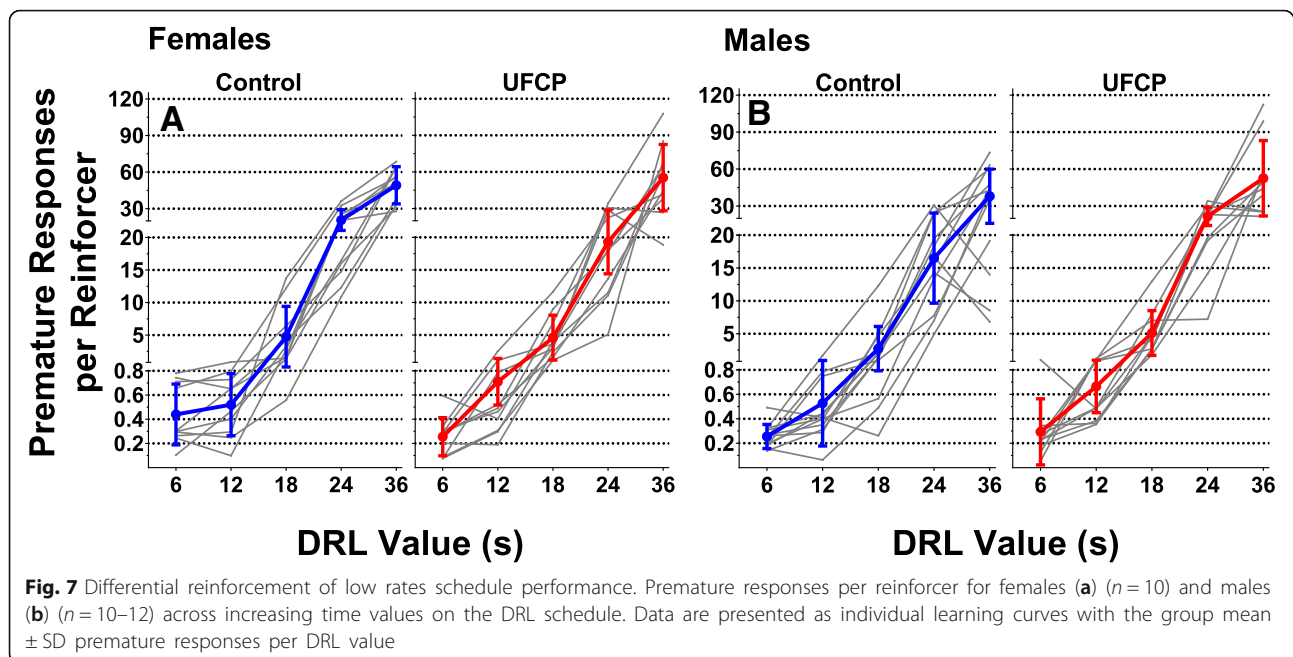 Females
Males
Control
UFCP
Control
UFCP
A
B
Premature Responses
per Reinforcer
120
90
60
30
20
15
10
5
0.8
0.6
0.4
0.2
120
90
60
30
20
15
10
5
0.8
0.6
0.4
0.2
6 12 18 24 36
6 12 18 24 36
6 12 18 24 36
6 12 18 24 36
DRL Value (s)
DRL Value (s)
Fig. 7 Differential reinforcement of low rates schedule performance. Premature responses per reinforcer for females (a) (n = 10) and males
(b) (n = 10–12) across increasing time values on the DRL schedule. Data are presented as individual learning curves with the group mean
± SD premature responses per DRL value